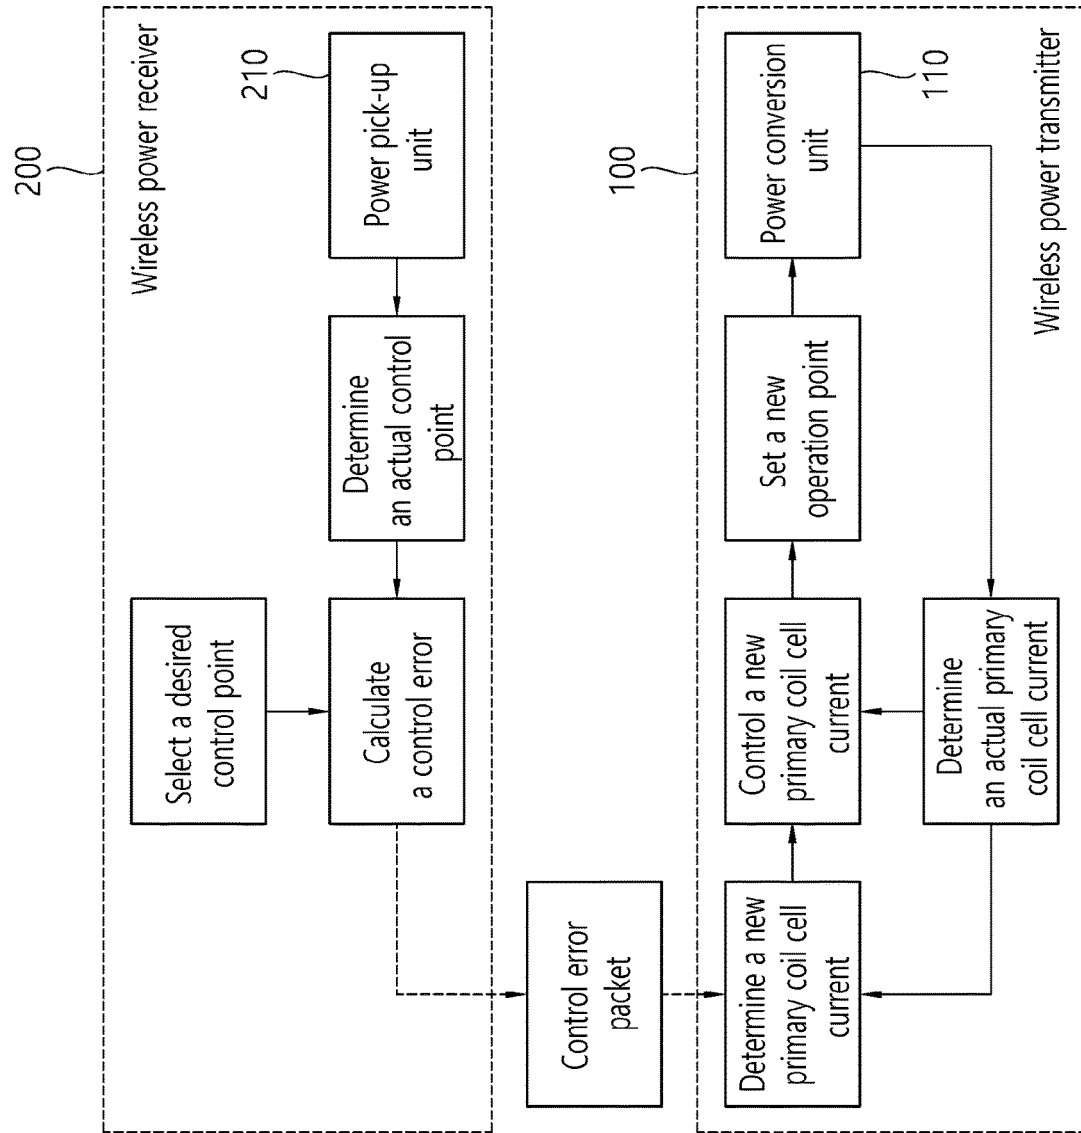 200
Wireless power receiver
210
Power pick-up
unit
Determine
an actual control
point
Select a desired
control point
Calculate
a control error
Control error
packet
100
Wireless power transmitter
110
Power conversion
unit
Set a new
operation point
Control a new
primary coil cell
current
Determine a new
primary coil cell
current
Determine
an actual primary
coil cell current